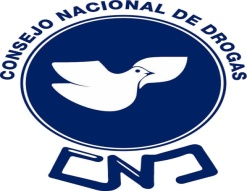 CONSEJO NACIONAL DE DROGAS
CND